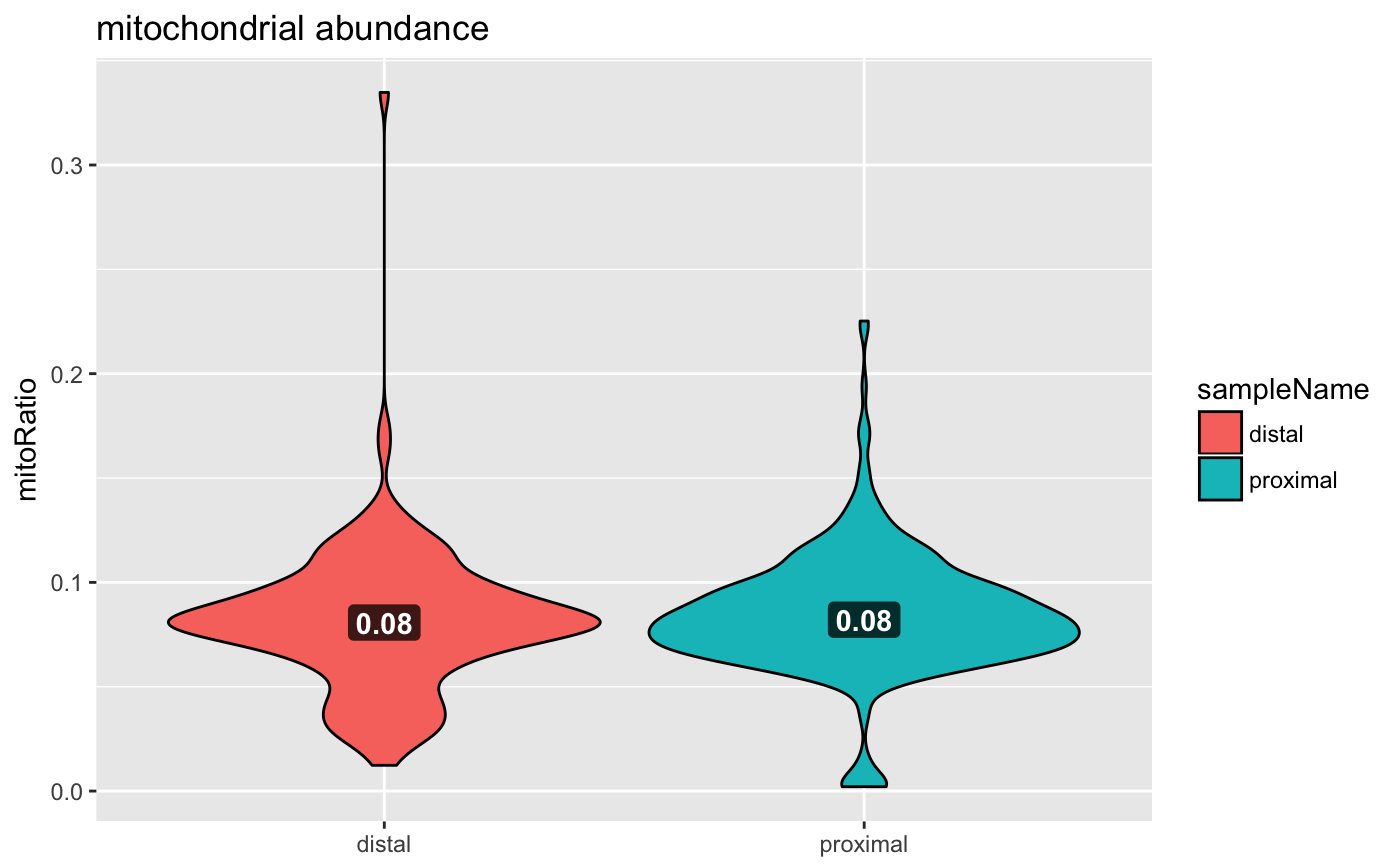 mitochondrial abundance
mitoRatio
0.3
0.2
0.1
0.0
0.08
0.08
distal
proximal
sampleName
distal
proximal